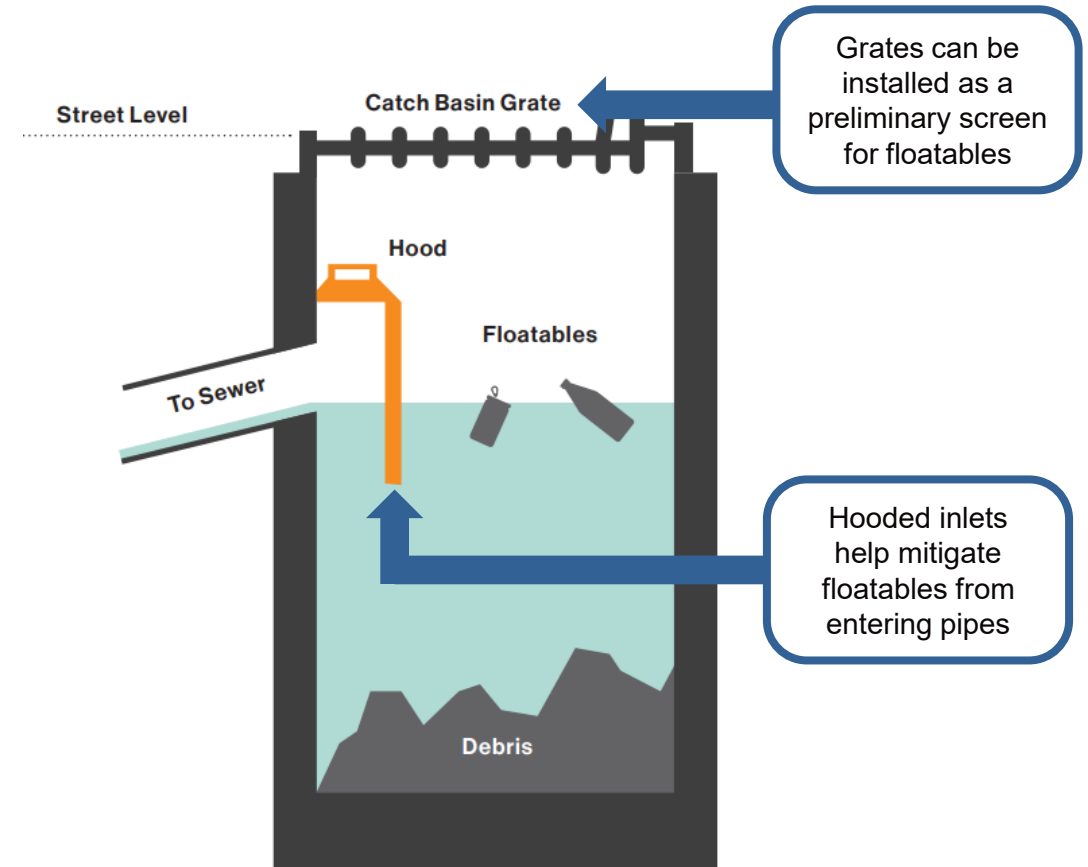 Grates can be
installed as a
preliminary screen
for floatables
Street Level
Catch Basin Grate
Hood
Floatables
To Sewer
Hooded inlets
help mitigate
floatables from
entering pipes
Debris